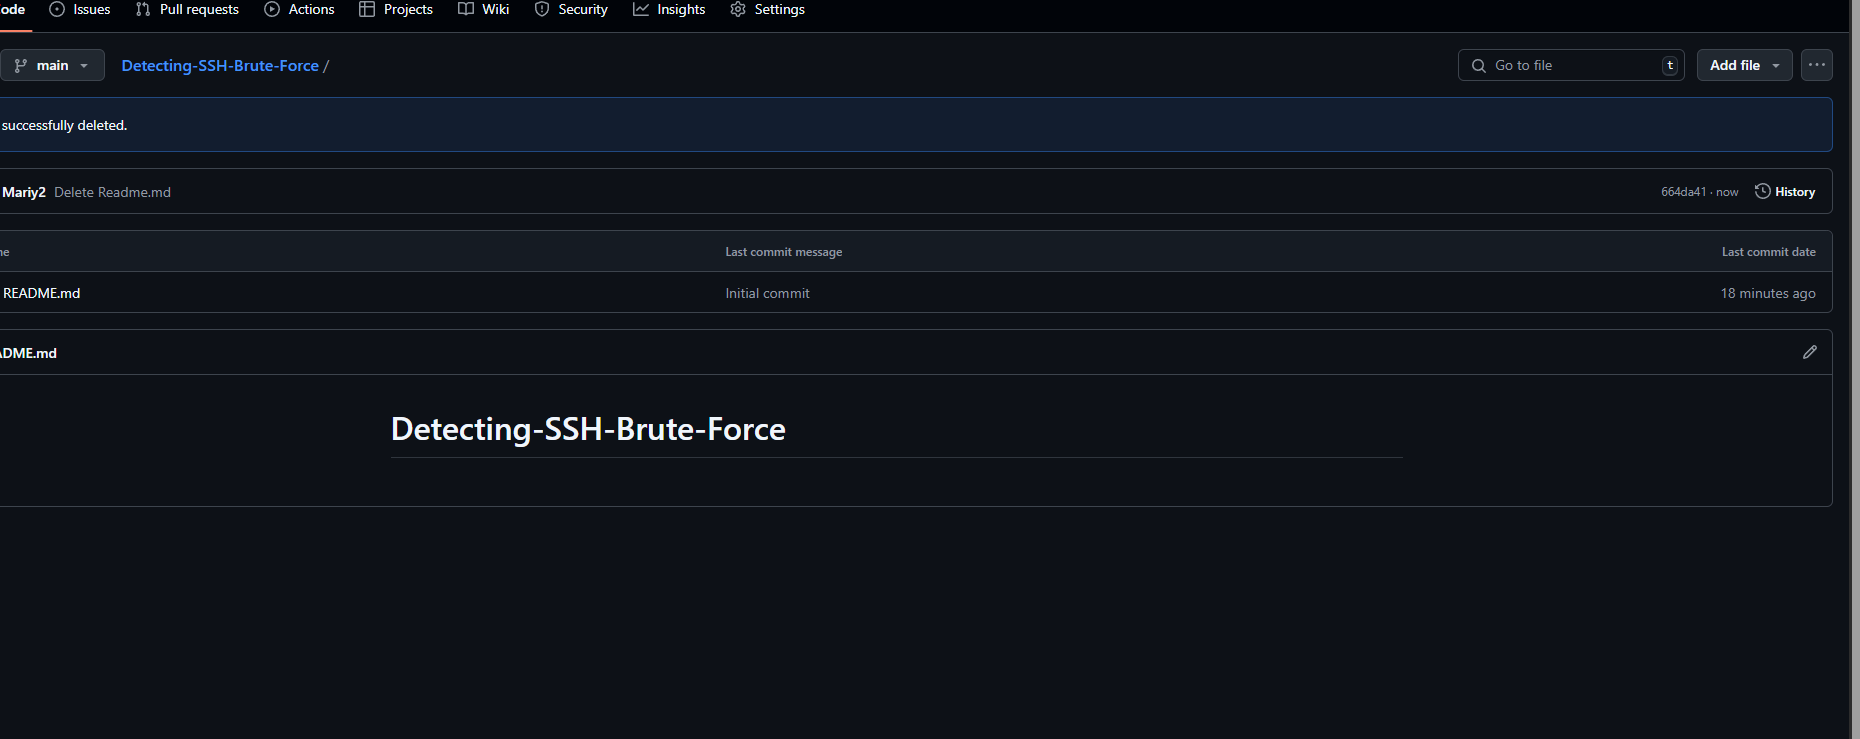 ode Issues Pull requests Actions Projects Wiki Security Insights Settings
main Detecting-SSH-Brute-Force / Go to file t Add file
successfully deleted.
Mariy2 Delete Readme.md 664da41 · now History
ne Last commit message Last commit date
README.md Initial commit 18 minutes ago
ADME.md
Detecting-SSH-Brute-Force